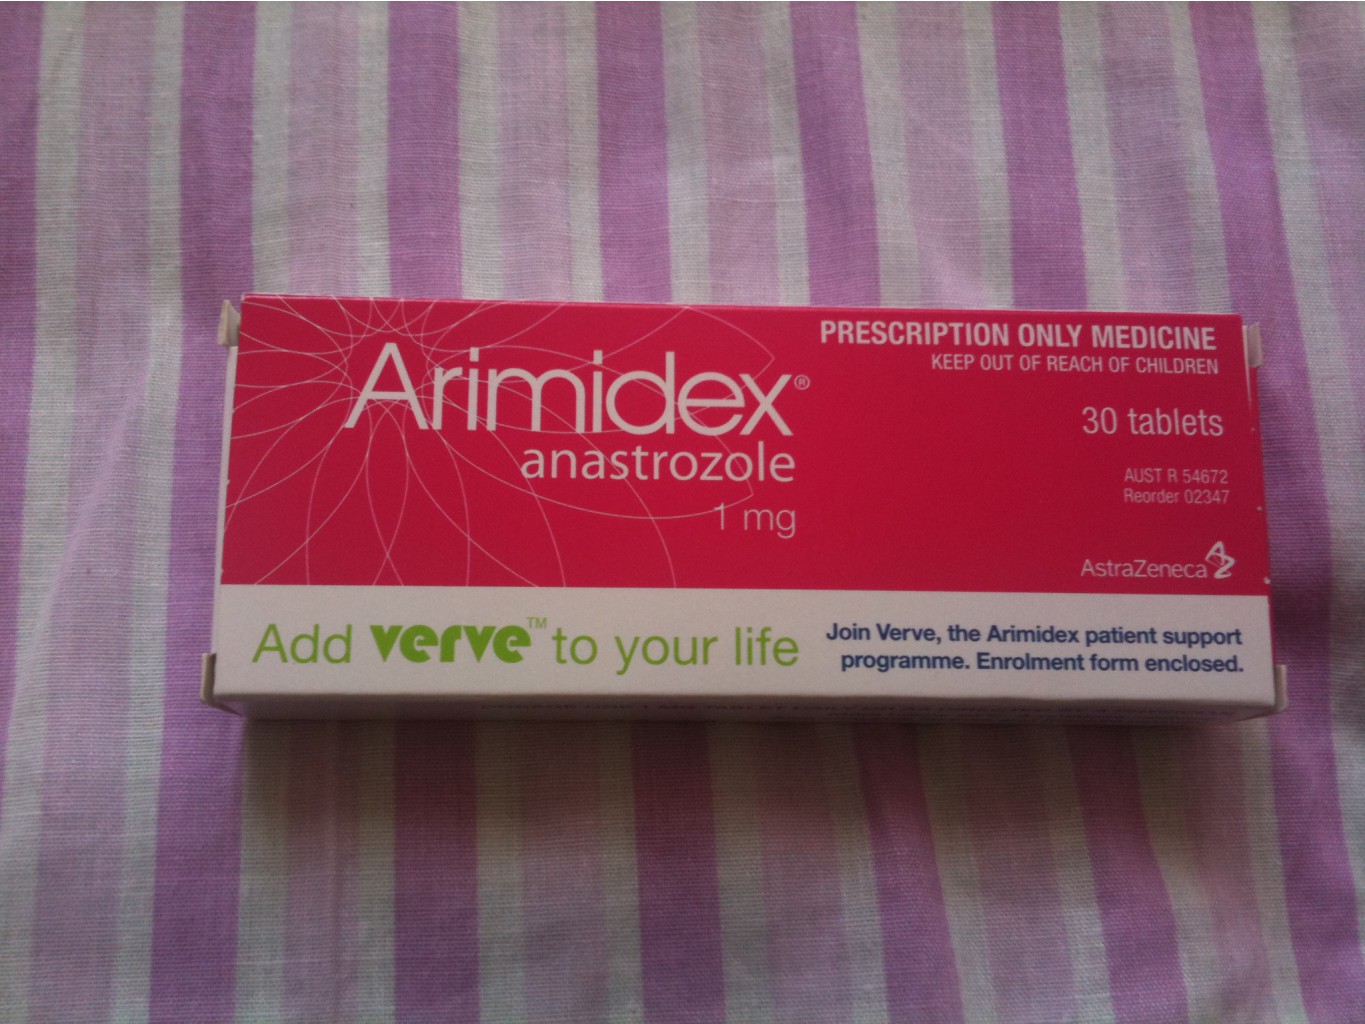 PRESCRIPTION ONLY MEDICINE
KEEP OUT OF REACH OF CHILDREN
Arimidex®
anastrozole
1 mg
30 tablets
AUST R 54672
Reorder 02347
AstraZeneca
Add verve™ to your life
Join Verve, the Arimidex patient support
programme. Enrolment form enclosed.